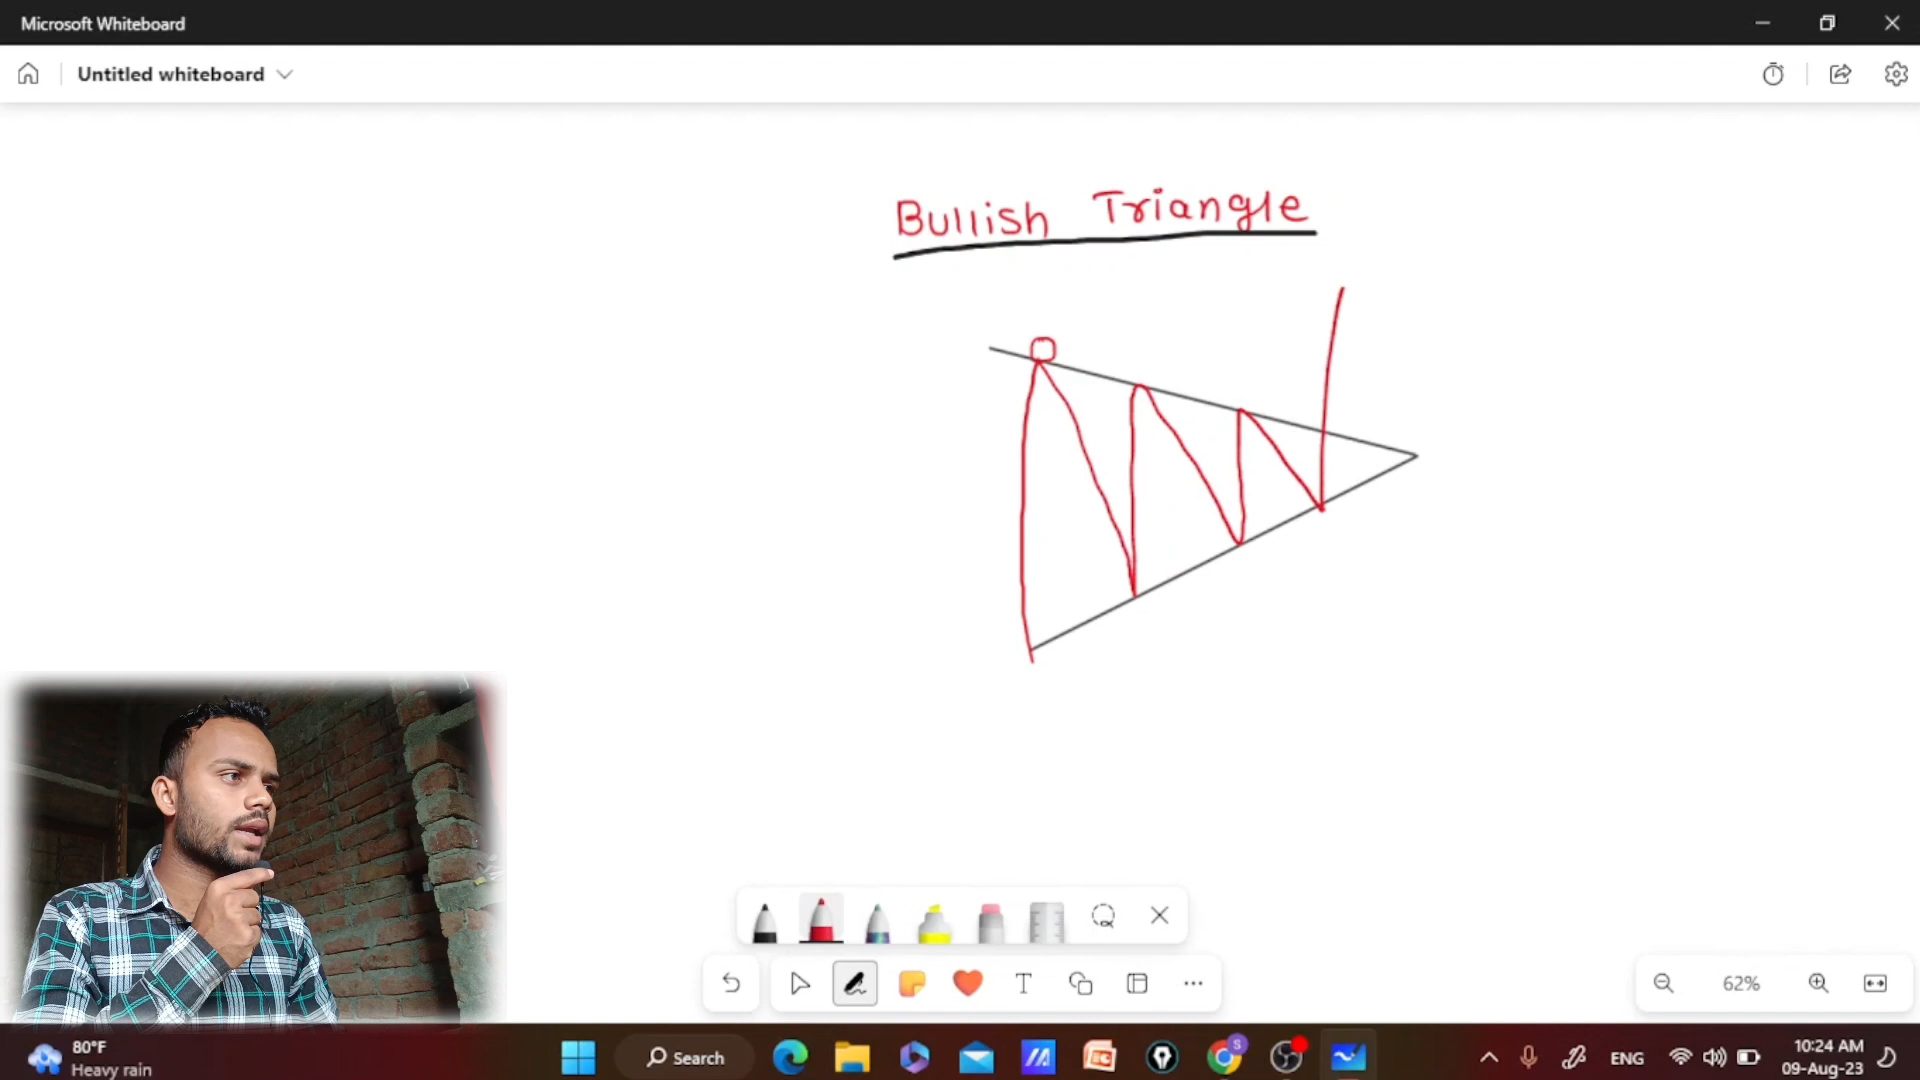 Microsoft Whiteboard
Untitled whiteboard
Bullish Triangle
T
62%
80°F
Heavy rain
Search
S
ENG
10:24 AM
09-Aug-23